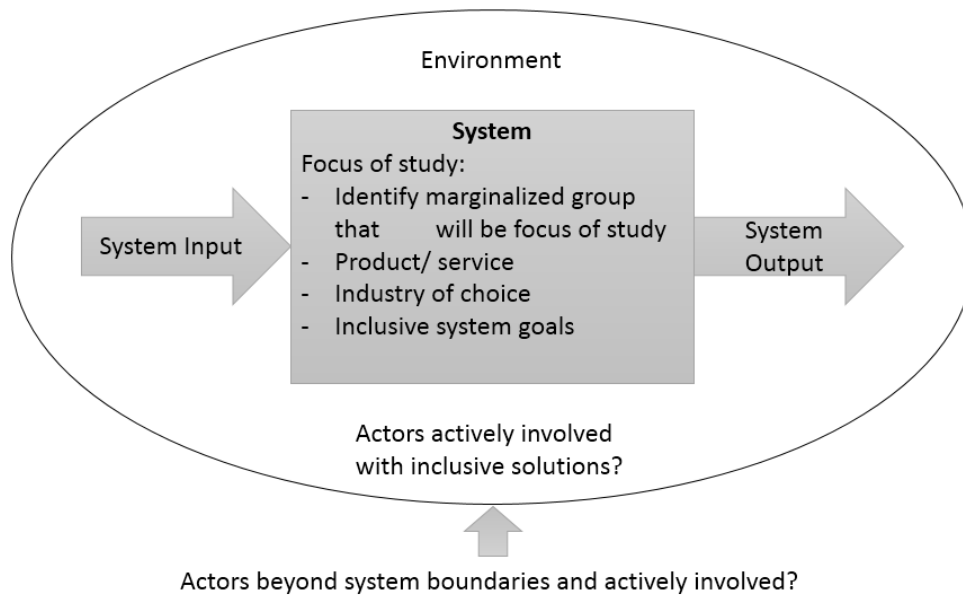 Environment
System
Focus of study:
- Identify marginalized group
that will be focus of study
- Product/ service
- Industry of choice
- Inclusive system goals
System Input
System
Output
Actors actively involved
with inclusive solutions?
Actors beyond system boundaries and actively involved?